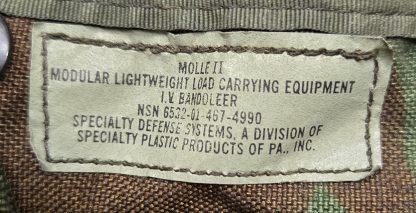 MOLLE II
MODULAR LIGHTWEIGHT LOAD CARRYING EQUIPMENT
I.V. BANDOLEER
NSN 6532-01-467-4990
SPECIALTY DEFENSE SYSTEMS, A DIVISION OF
SPECIALTY PLASTIC PRODUCTS OF PA., INC.